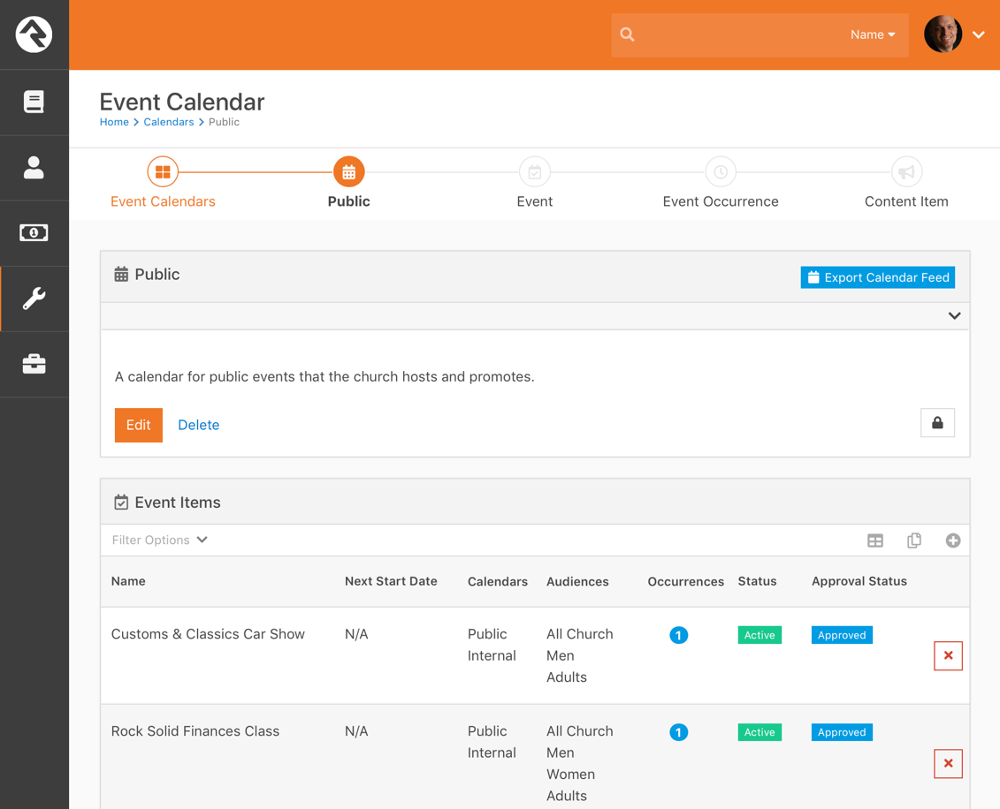 Name
Event Calendar
Home > Calendars > Public
Event Calendars Public Event Event Occurrence Content Item
Public
Export Calendar Feed
A calendar for public events that the church hosts and promotes.
Edit Delete
Event Items
Filter Options
Name Next Start Date Calendars Audiences Occurrences Status Approval Status
Customs & Classics Car Show N/A Public All Church 1 Active Approved
Internal Men
Adults
Rock Solid Finances Class N/A Public All Church 1 Active Approved
Internal Men
Women
Adults